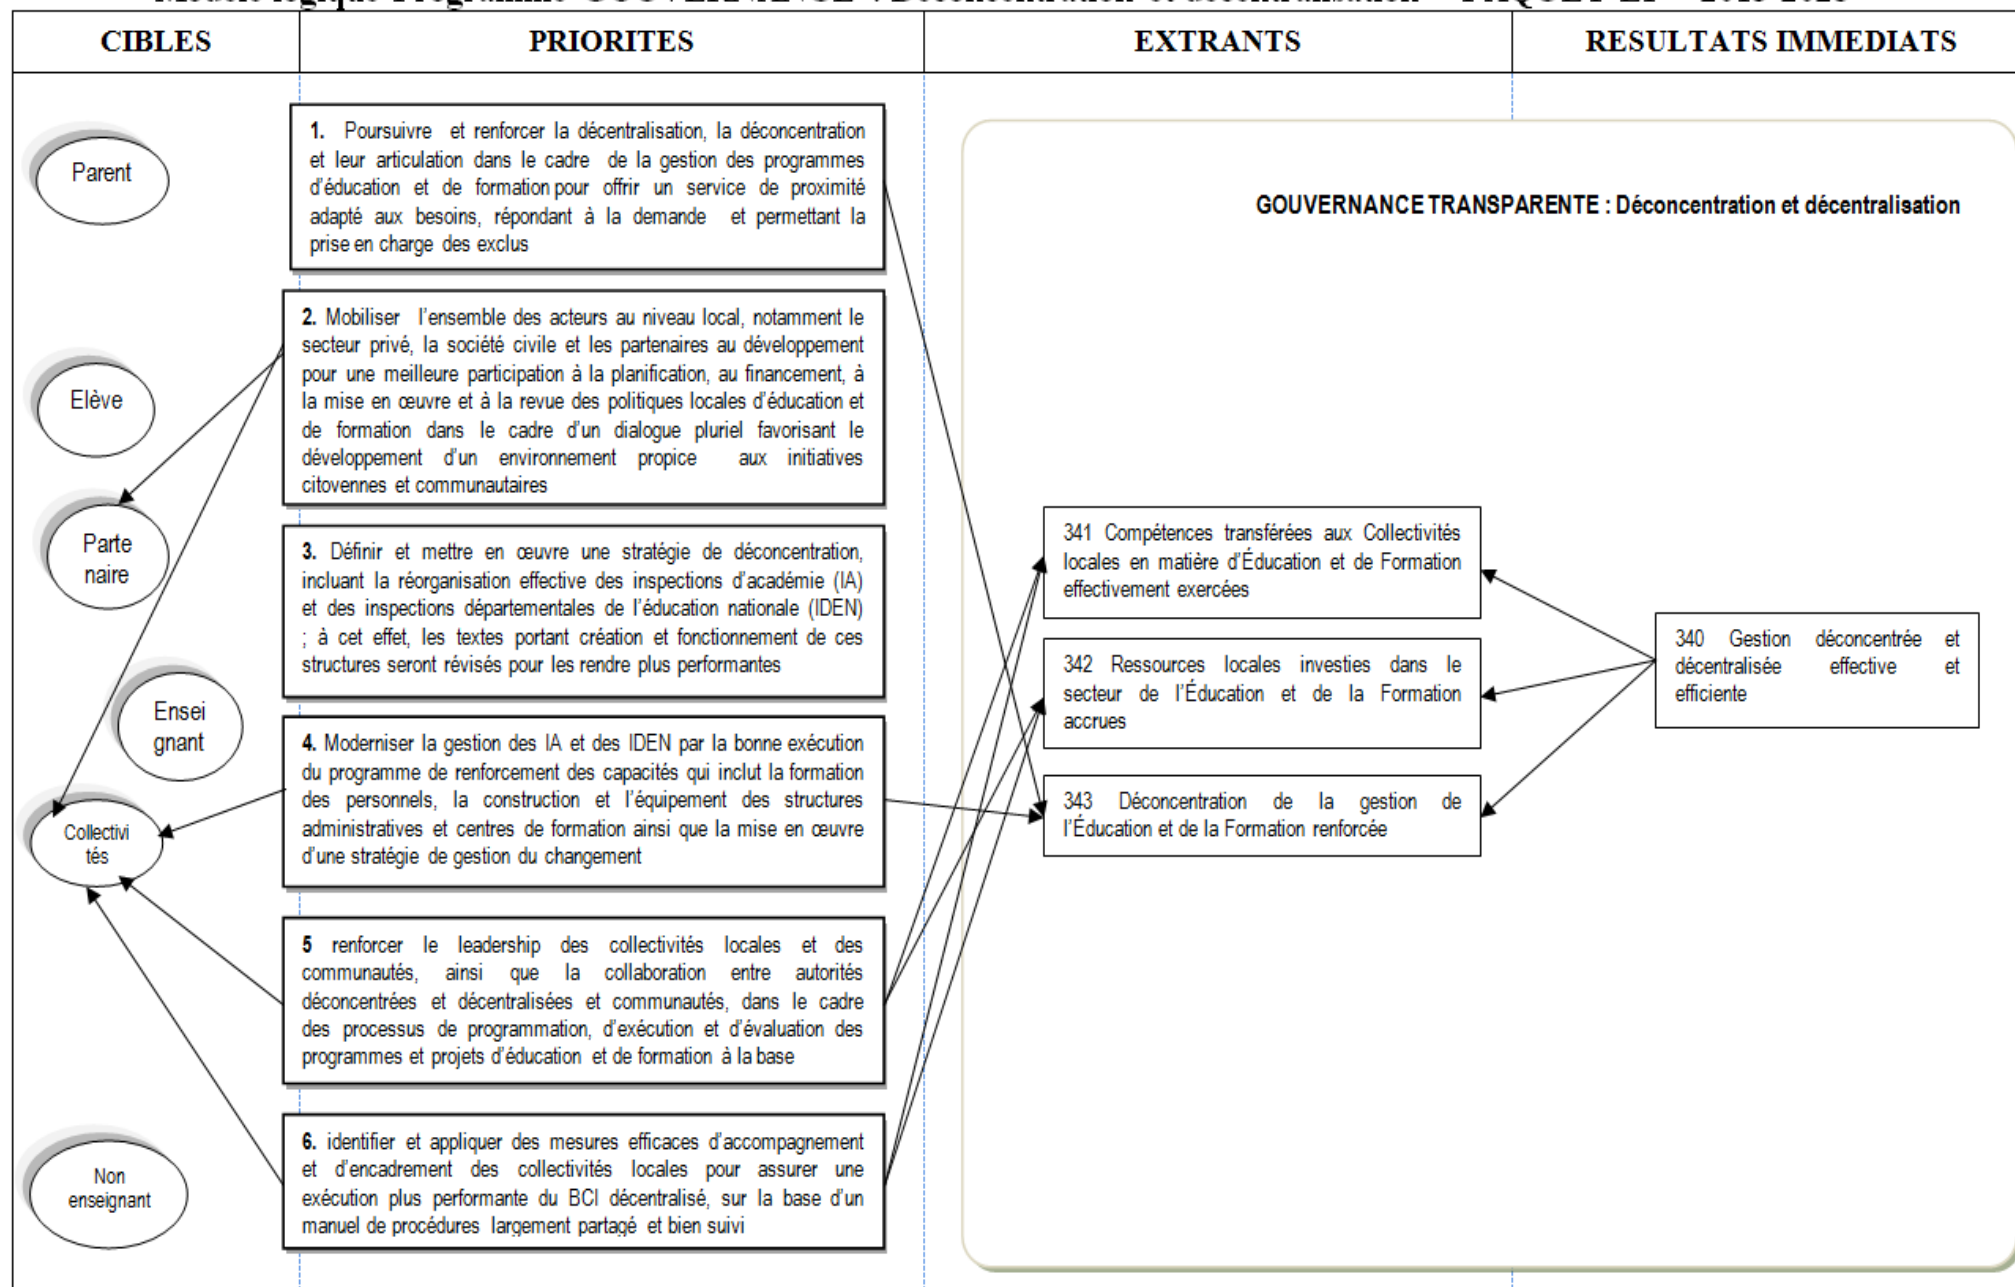 CIBLES
PRIORITES
EXTRANTS
RESULTATS IMMEDIATS
Parent
Elève
Parte
naire
Ensei
gnant
Collectivi
tés
Non
enseignant
1. Poursuivre et renforcer la décentralisation, la déconcentration
et leur articulation dans le cadre de la gestion des programmes
d'éducation et de formation pour offrir un service de proximité
adapté aux besoins, répondant à la demande et permettant la
prise en charge des exclus
2. Mobiliser l'ensemble des acteurs au niveau local, notamment le
secteur privé, la société civile et les partenaires au développement
pour une meilleure participation à la planification, au financement, à
la mise en œuvre et à la revue des politiques locales d'éducation et
de formation dans le cadre d'un dialogue pluriel favorisant le
développement d'un environnement propice aux initiatives
citoyennes et communautaires
3. Définir et mettre en œuvre une stratégie de déconcentration,
incluant la réorganisation effective des inspections d'académie (IA)
et des inspections départementales de l'éducation nationale (IDEN)
; à cet effet, les textes portant création et fonctionnement de ces
structures seront révisés pour les rendre plus performantes
4. Moderniser la gestion des IA et des IDEN par la bonne exécution
du programme de renforcement des capacités qui inclut la formation
des personnels, la construction et l'équipement des structures
administratives et centres de formation ainsi que la mise en œuvre
d'une stratégie de gestion du changement
5 renforcer le leadership des collectivités locales et des
communautés, ainsi que la collaboration entre autorités
déconcentrées et décentralisées et communautés, dans le cadre
des processus de programmation, d'exécution et d'évaluation des
programmes et projets d'éducation et de formation à la base
6. identifier et appliquer des mesures efficaces d'accompagnement
et d'encadrement des collectivités locales pour assurer une
exécution plus performante du BCI décentralisé, sur la base d'un
manuel de procédures largement partagé et bien suivi
GOUVERNANCE TRANSPARENTE : Déconcentration et décentralisation
341 Compétences transférées aux Collectivités
locales en matière d'Éducation et de Formation
effectivement exercées
342 Ressources locales investies dans le
secteur de l'Éducation et de la Formation
accrues
343 Déconcentration de la gestion de
l'Éducation et de la Formation renforcée
340 Gestion déconcentrée et
décentralisée effective et
efficiente